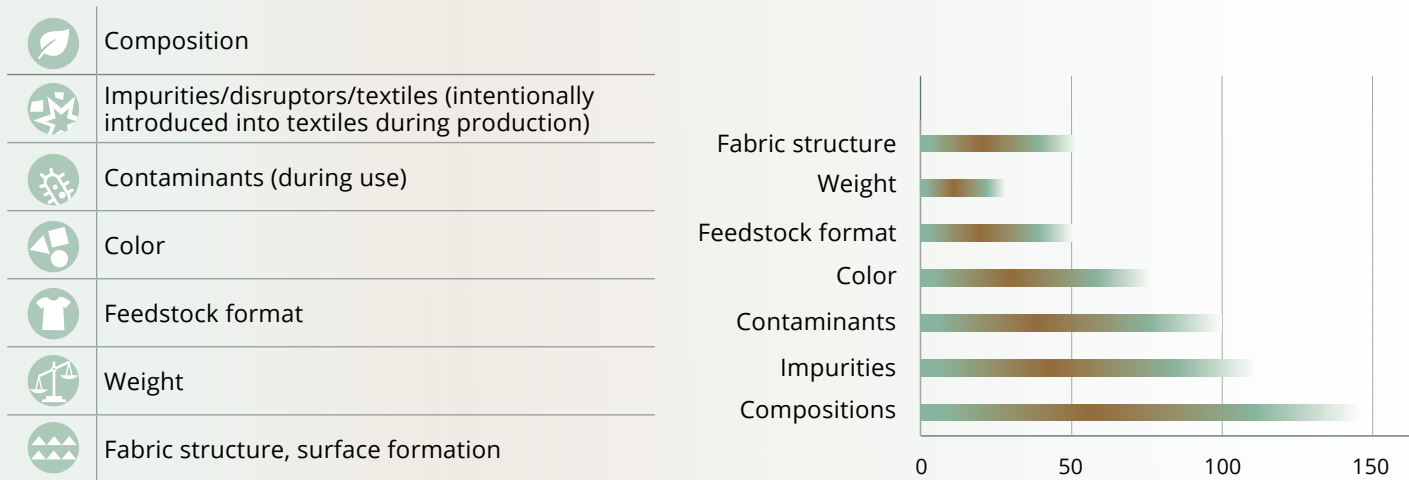 Composition
Impurities/disruptors/textiles (intentionally
introduced into textiles during production)
Contaminants (during use)
Color
Feedstock format
Weight
Fabric structure, surface formation
Fabric structure
Weight
Feedstock format
Color
Contaminants
Impurities
Compositions
0 50 100 150